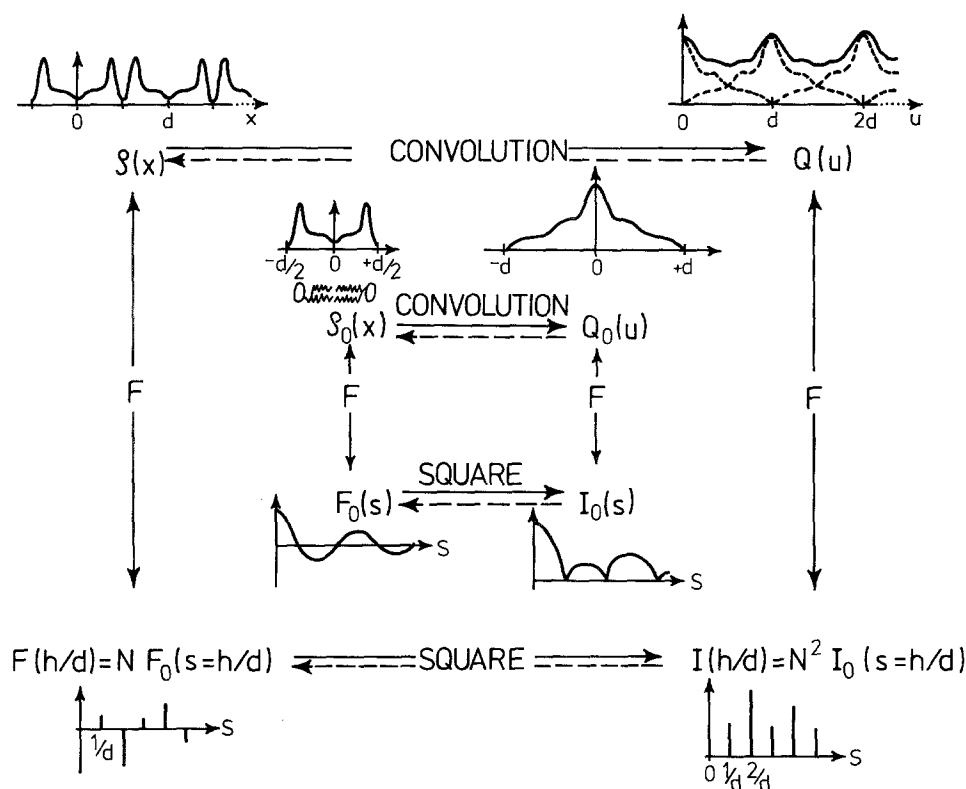 0 d x
0 d 2d u
ρ(x) CONVOLUTION Q(u)
-d/2 0 +d/2
-d 0 +d
CONVOLUTION
ρ₀(x) Q₀(u)
F F F F
SQUARE
F₀(s) I₀(s)
S
S
F(h/d)=N F₀(s=h/d) SQUARE I(h/d)=N² I₀(s=h/d)
1/d S
0 1/d 2/d S